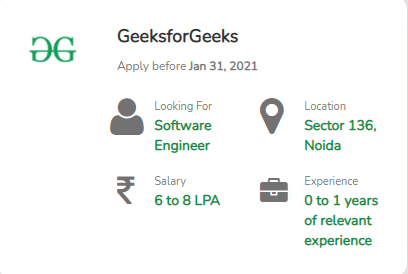 GeeksforGeeks
Apply before Jan 31, 2021
Looking For
Software
Engineer
Location
Sector 136,
Noida
₹
Salary
6 to 8 LPA
Experience
0 to 1 years
of relevant
experience